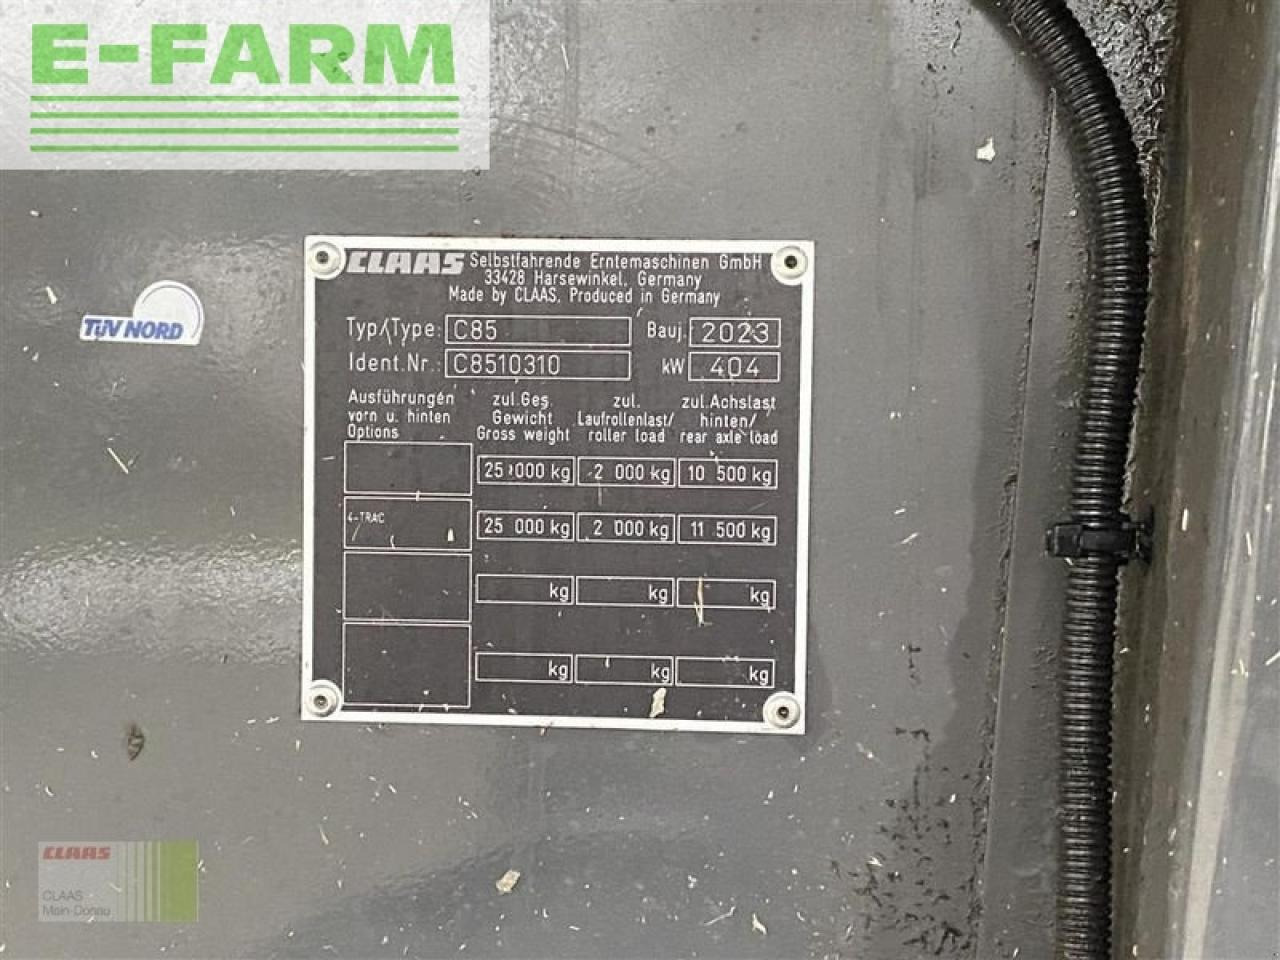 E-FARM
CLAAS Selbstfahrende Erntemaschinen GmbH
33428 Harsewinkel, Germany
Made by CLAAS, Produced in Germany
Typ/Type: C85 Bauj. 2023
Ident.Nr.: C8510310 kW 404
Ausführungen zul.Ges. zul. zul.Achslast
vorn u. hinten Gewicht Laufrollenlast/ hinten/
Options Gross weight roller load rear axle load
25 000 kg 2 000 kg 10 500 kg
4-TRAC 25 000 kg 2 000 kg 11 500 kg
kg kg kg
kg kg kg
TÜV NORD
CLAAS
CLAAS
Main-Donau